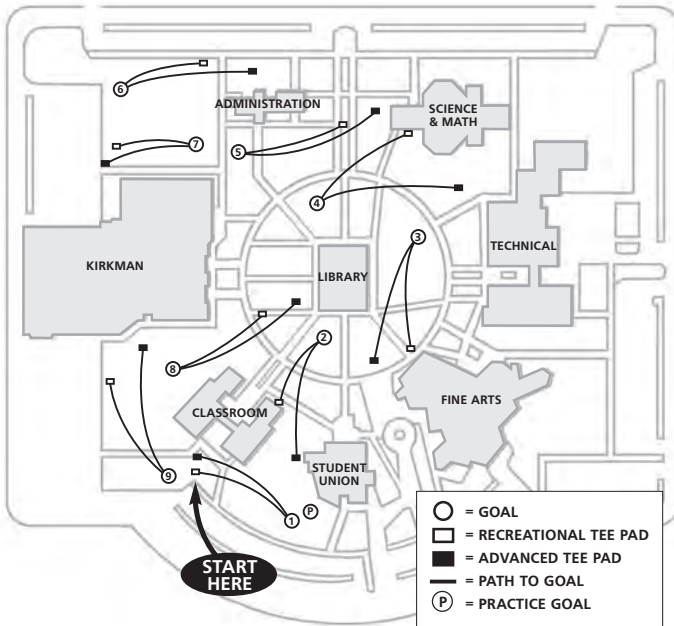 6
ADMINISTRATION
SCIENCE
& MATH
7
5
4
3
TECHNICAL
KIRKMAN
LIBRARY
2
8
FINE ARTS
CLASSROOM
STUDENT
UNION
9
P
1
START
HERE
= GOAL
= RECREATIONAL TEE PAD
= ADVANCED TEE PAD
= PATH TO GOAL
P = PRACTICE GOAL